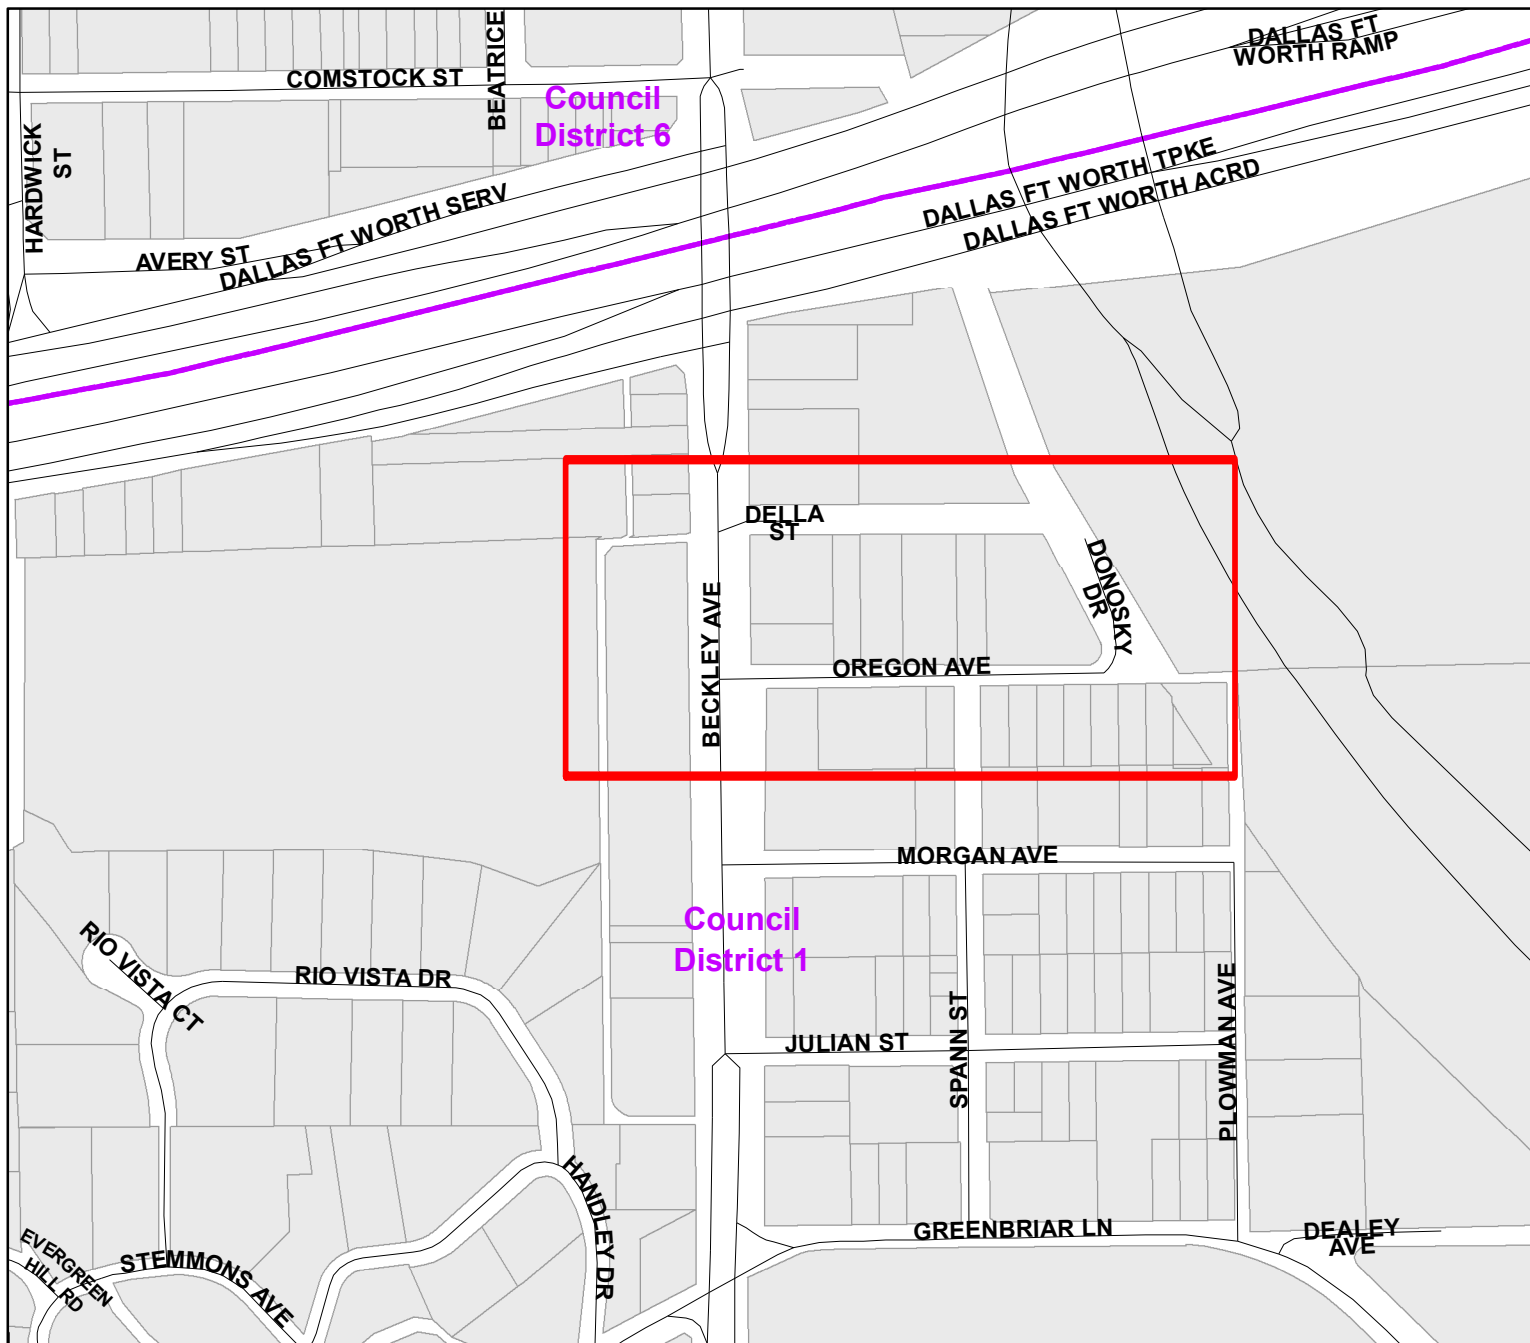 DALLAS FT
WORTH RAMP
COMSTOCK ST
BEATRICE
Council
District 6
HARDWICK
ST
DALLAS FT WORTH TPKE
DALLAS FT WORTH ACRD
DALLAS FT WORTH SERV
AVERY ST
DELLA
ST
DONOSKY
DR
BECKLEY AVE
OREGON AVE
MORGAN AVE
Council
District 1
RIO VISTA CT
RIO VISTA DR
JULIAN ST
SPANN ST
PLOWMAN AVE
HANDLEY DR
GREENBRIAR LN
DEALEY
AVE
EVERGREEN
HILL RD
STEMMONS AVE